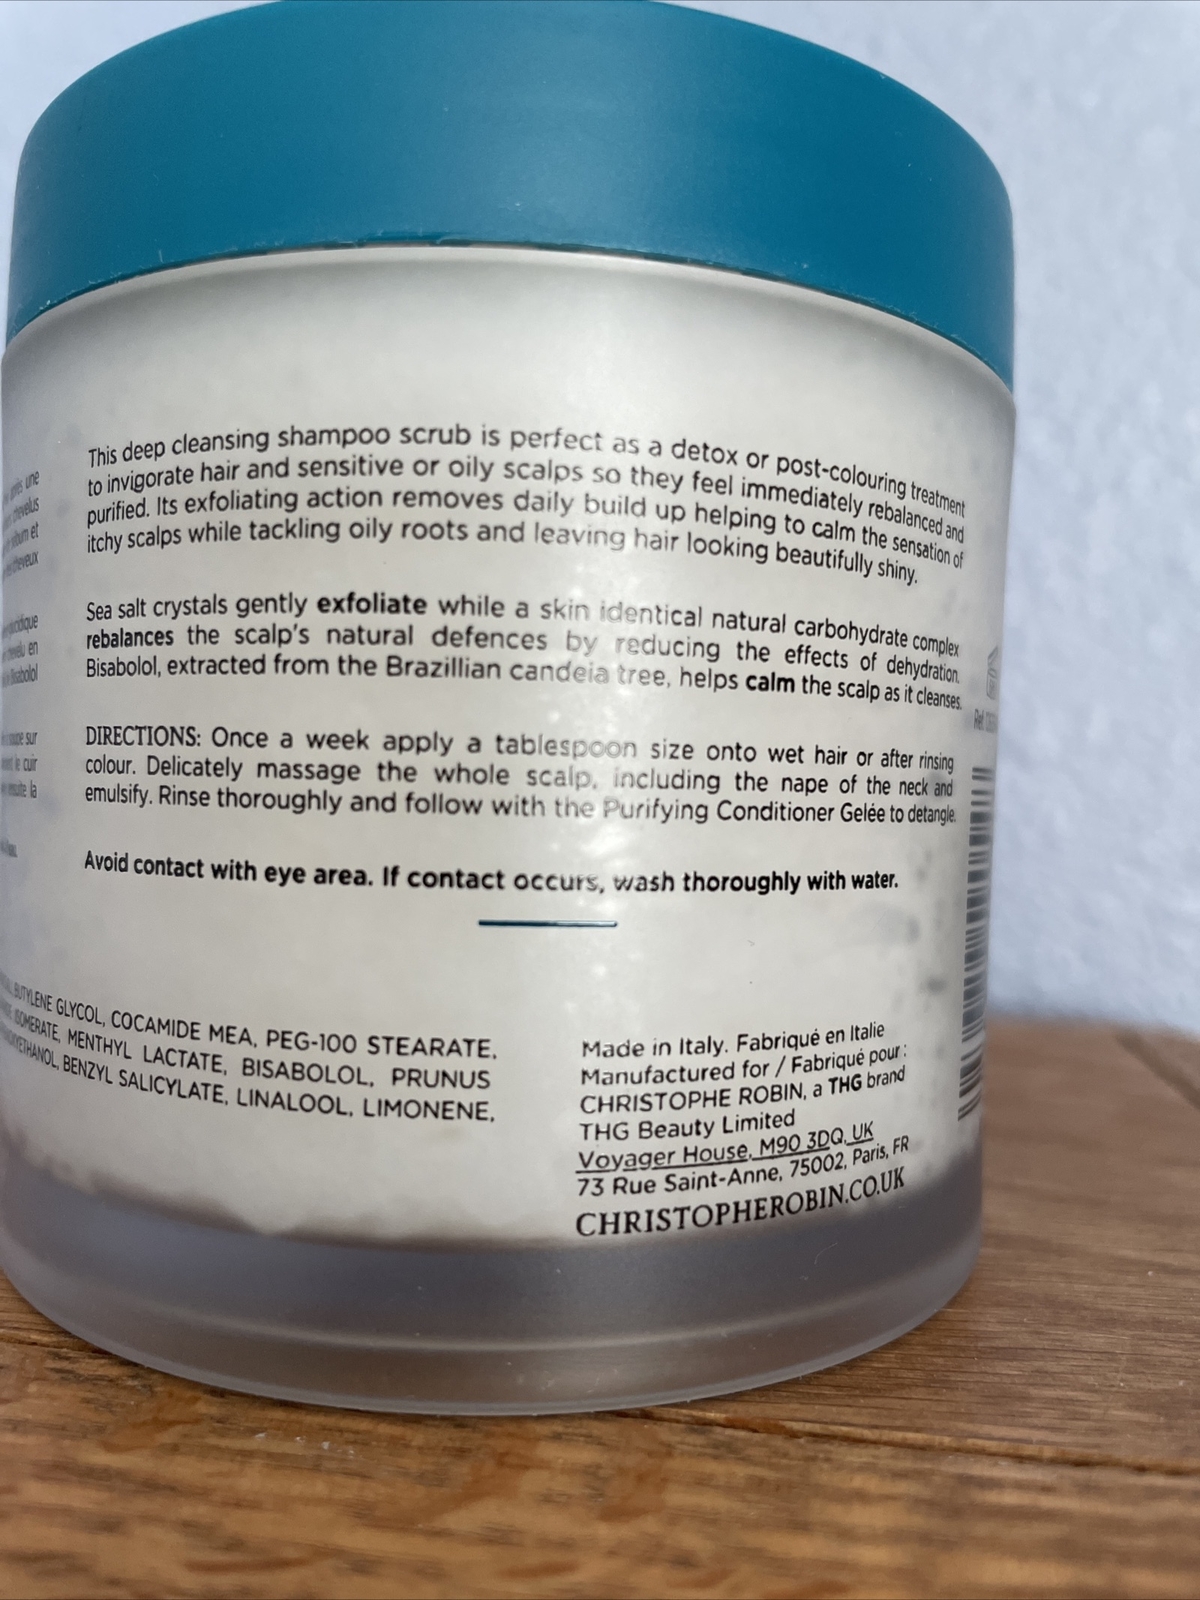 This deep cleansing shampoo scrub is perfect as a detox or post-colouring treatment
to invigorate hair and sensitive or oily scalps so they feel immediately rebalanced and
purified. Its exfoliating action removes daily build up helping to calm the sensation of
itchy scalps while tackling oily roots and leaving hair looking beautifully shiny.
Sea salt crystals gently exfoliate while a skin identical natural carbohydrate complex
rebalances the scalp's natural defences by reducing the effects of dehydration.
Bisabolol, extracted from the Brazillian candeia tree, helps calm the scalp as it cleanses.
DIRECTIONS: Once a week apply a tablespoon size onto wet hair or after rinsing
colour. Delicately massage the whole scalp, including the nape of the neck and
emulsify. Rinse thoroughly and follow with the Purifying Conditioner Gelée to detangle.
Avoid contact with eye area. If contact occurs, wash thoroughly with water.
BUTYLENE GLYCOL, COCAMIDE MEA, PEG-100 STEARATE,
ISOMERATE, MENTHYL LACTATE, BISABOLOL, PRUNUS
BENZYL SALICYLATE, LINALOOL, LIMONENE,
Made in Italy. Fabriqué en Italie
Manufactured for / Fabriqué pour :
CHRISTOPHE ROBIN, a THG brand
THG Beauty Limited
Voyager House, M90 3DQ, UK
73 Rue Saint-Anne, 75002, Paris, FR
CHRISTOPHEROBIN.CO.UK